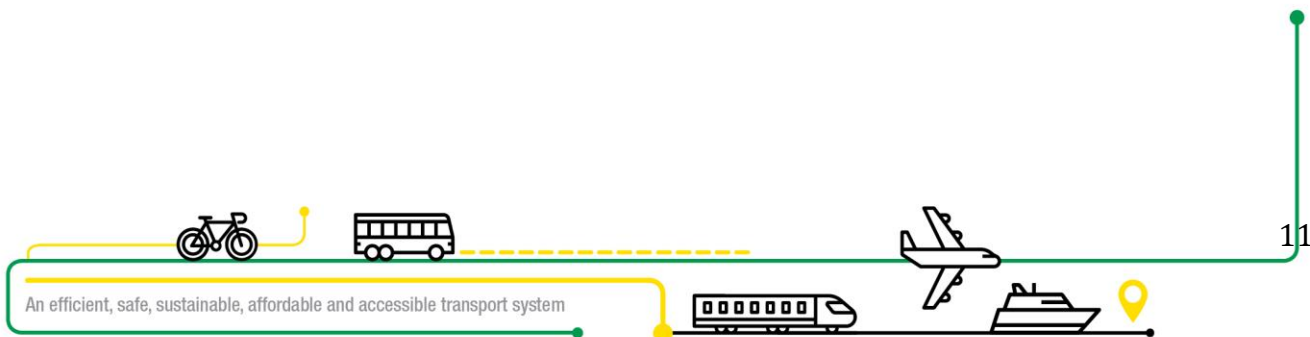 11
An efficient, safe, sustainable, affordable and accessible transport system